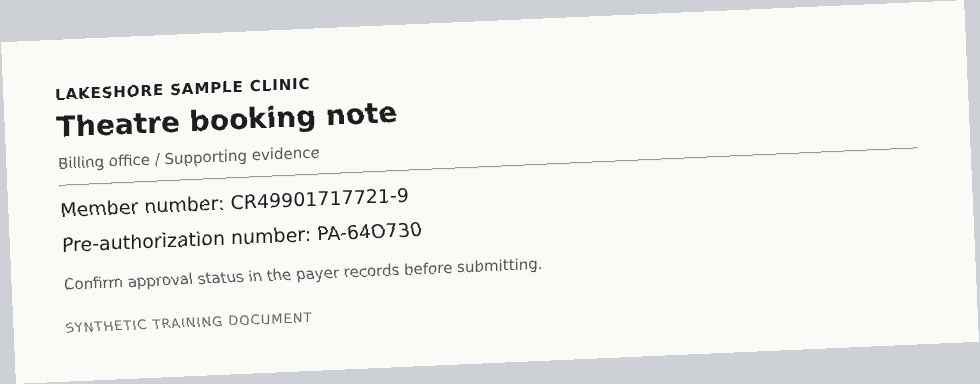 LAKESHORE SAMPLE CLINIC
Theatre booking note
Billing office / Supporting evidence
Member number: CR49901717721-9
Pre-authorization number: PA-64O730
Confirm approval status in the payer records before submitting.
SYNTHETIC TRAINING DOCUMENT